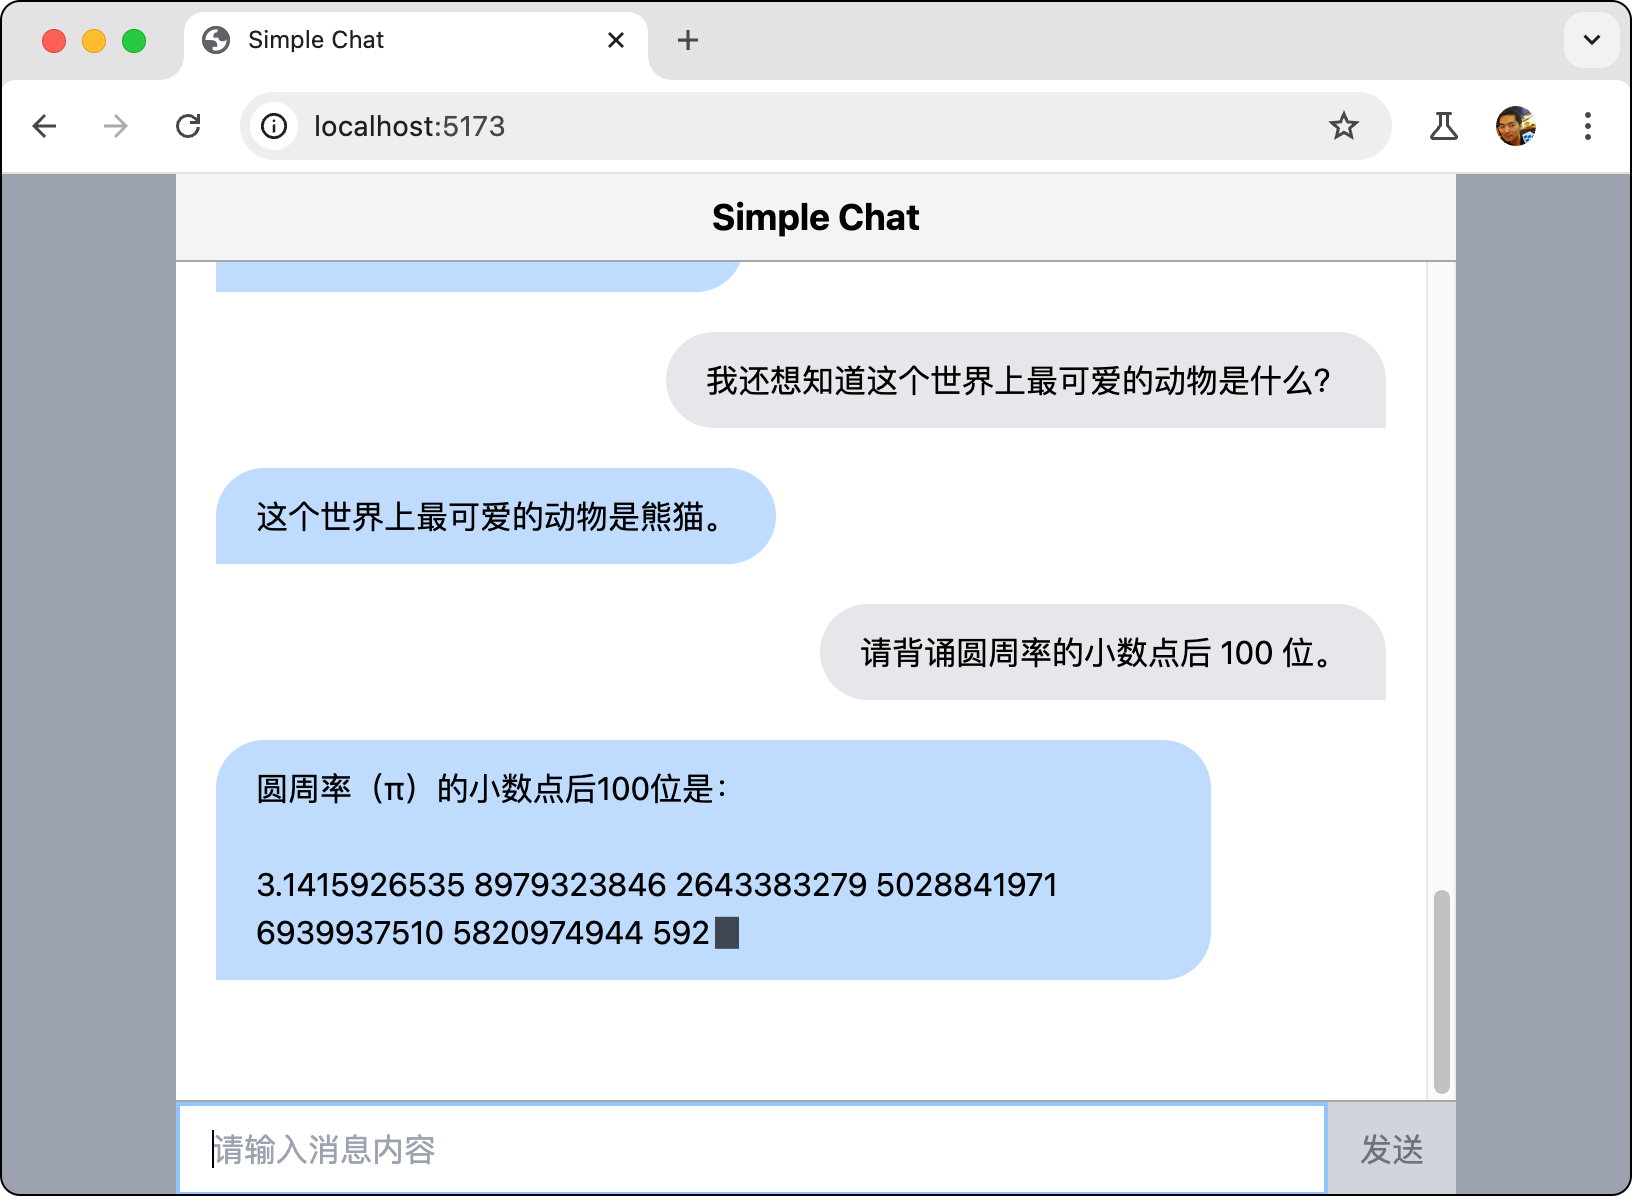 Simple Chat
localhost:5173
Simple Chat
我还想知道这个世界上最可爱的动物是什么?
这个世界上最可爱的动物是熊猫。
请背诵圆周率的小数点后 100 位。
圆周率（π）的小数点后100位是：
3.1415926535 8979323846 2643383279 5028841971
6939937510 5820974944 592
请输入消息内容
发送